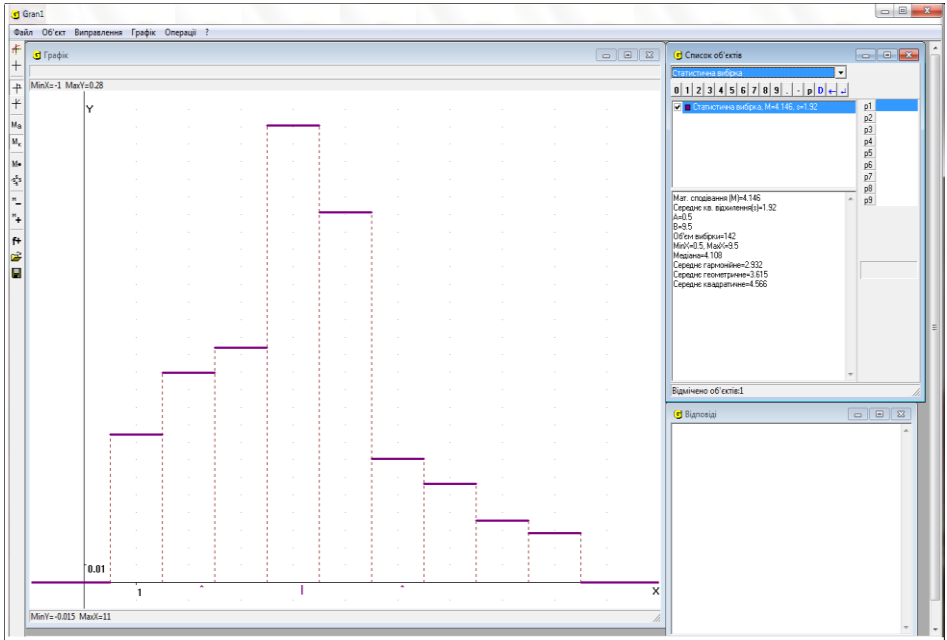 Gran1
Файл Об'єкт Виправлення Графік Операції ?
Графік
MinX=-1 MaxY=0.28
Y
0.01
1
X
MinY=-0.015 MaxX=11
Список об'єктів
Статистична вибірка
0 1 2 3 4 5 6 7 8 9 . - p D ← ↲
Статистична вибірка, M=4.146, s=1.92
p1
p2
p3
p4
p5
p6
p7
p8
p9
Мат. сподівання (M)=4.146
Середнє кв. відхилення(s)=1.92
A=0.5
B=9.5
Об'єм вибірки=142
MinX=0.5, MaxX=9.5
Медіана=4.108
Середнє гармонійне=2.932
Середнє геометричне=3.615
Середнє квадратичне=4.566
Відмічено об'єктів:1
Відповіді